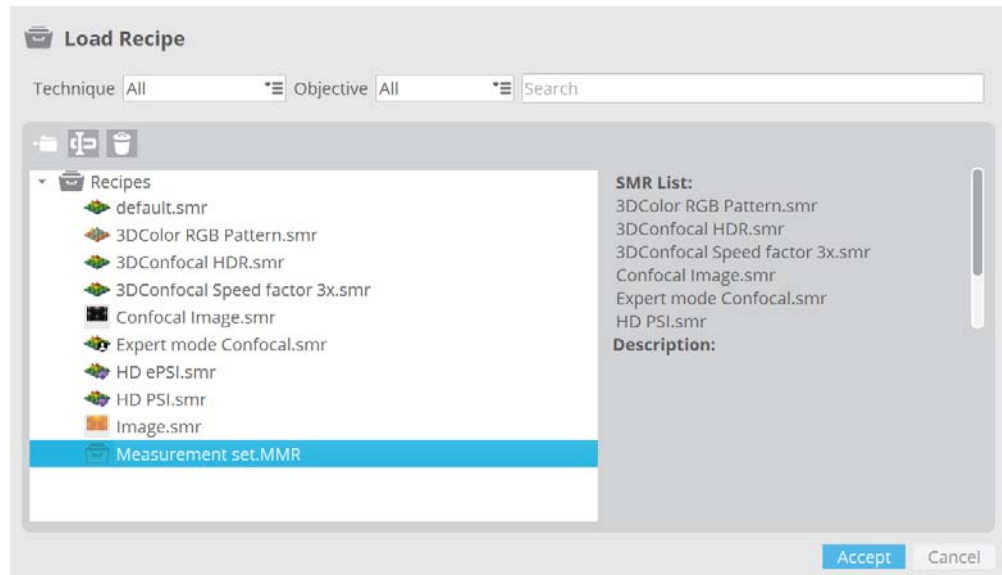 Load Recipe
Technique All Objective All Search
Recipes
default.smr
3DColor RGB Pattern.smr
3DConfocal HDR.smr
3DConfocal Speed factor 3x.smr
Confocal Image.smr
Expert mode Confocal.smr
HD ePSI.smr
HD PSI.smr
Image.smr
Measurement set.MMR
SMR List:
3DColor RGB Pattern.smr
3DConfocal HDR.smr
3DConfocal Speed factor 3x.smr
Confocal Image.smr
Expert mode Confocal.smr
HD PSI.smr
Description:
Accept Cancel